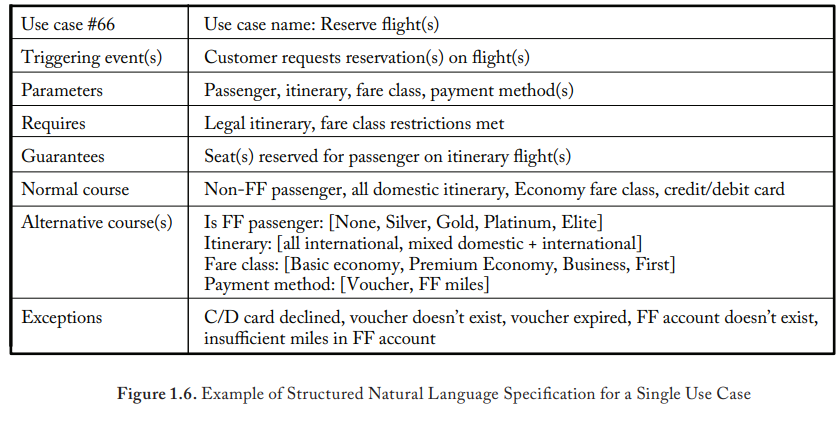 Use case #66 Use case name: Reserve flight(s)
Triggering event(s) Customer requests reservation(s) on flight(s)
Parameters Passenger, itinerary, fare class, payment method(s)
Requires Legal itinerary, fare class restrictions met
Guarantees Seat(s) reserved for passenger on itinerary flight(s)
Normal course Non-FF passenger, all domestic itinerary, Economy fare class, credit/debit card
Alternative course(s) Is FF passenger: [None, Silver, Gold, Platinum, Elite]
Itinerary: [all international, mixed domestic + international]
Fare class: [Basic economy, Premium Economy, Business, First]
Payment method: [Voucher, FF miles]
Exceptions C/D card declined, voucher doesn’t exist, voucher expired, FF account doesn’t exist,
insufficient miles in FF account
Figure 1.6. Example of Structured Natural Language Specification for a Single Use Case